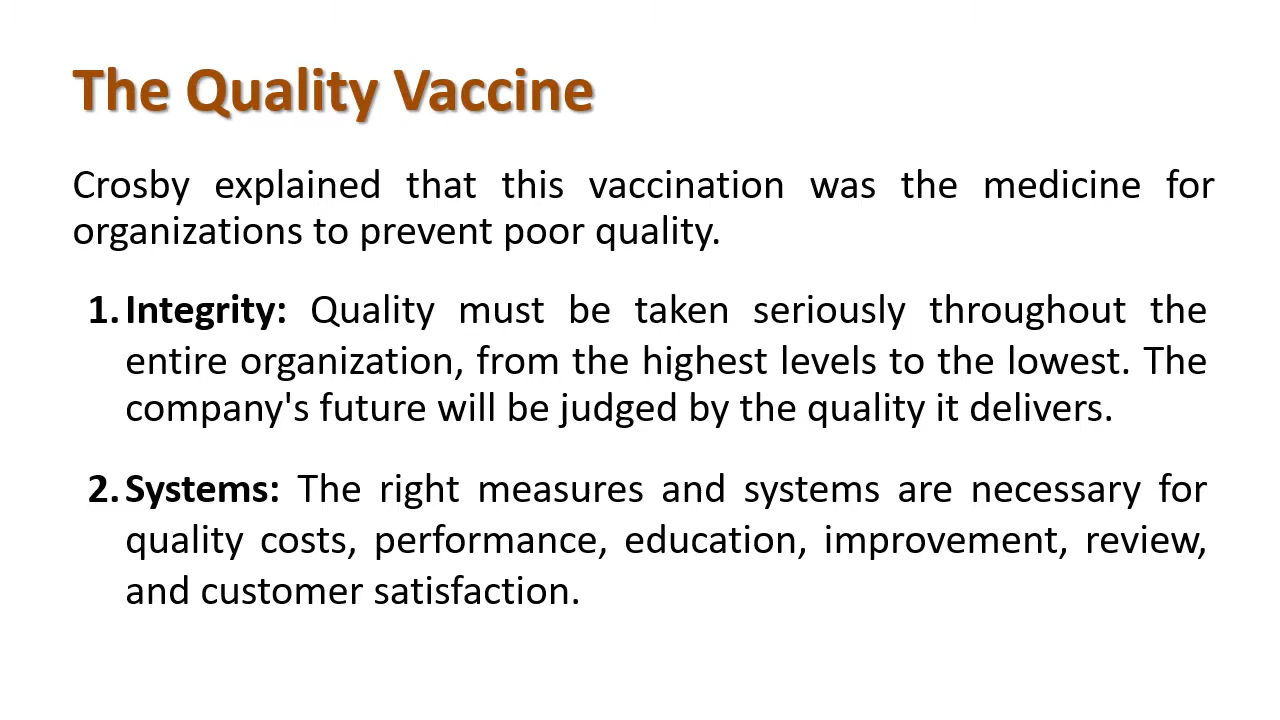 The Quality Vaccine
Crosby explained that this vaccination was the medicine for
organizations to prevent poor quality.
1. Integrity: Quality must be taken seriously throughout the
entire organization, from the highest levels to the lowest. The
company's future will be judged by the quality it delivers.
2. Systems: The right measures and systems are necessary for
quality costs, performance, education, improvement, review,
and customer satisfaction.